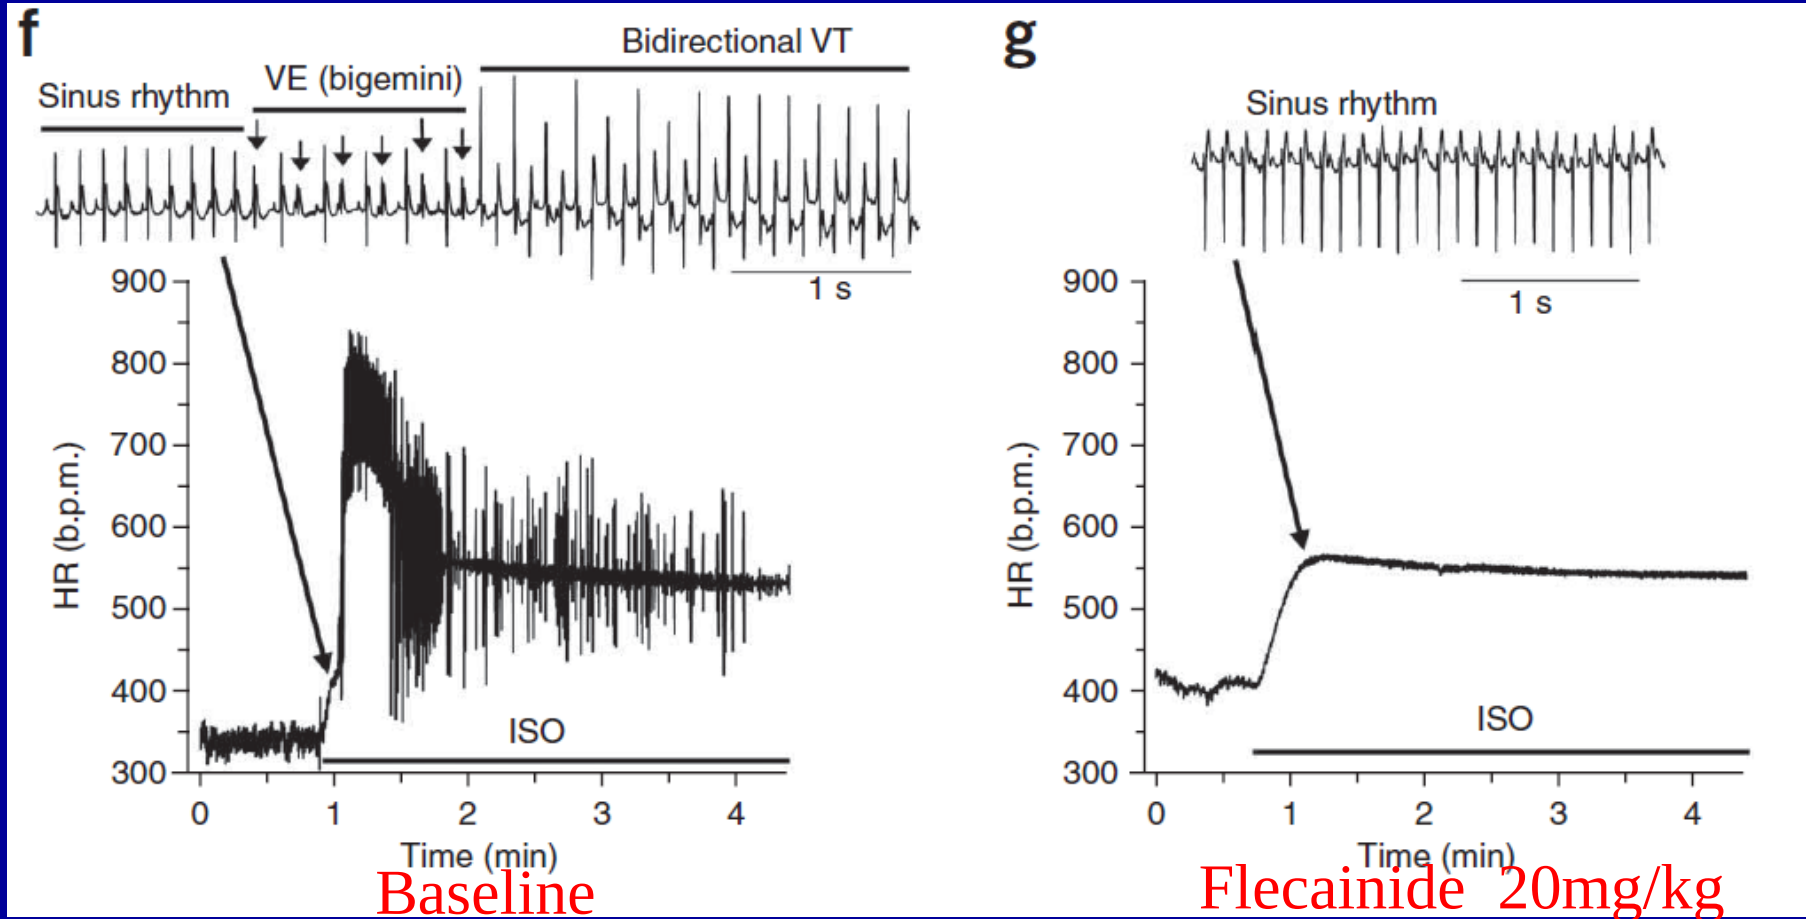 f
Sinus rhythm
VE (bigemini)
Bidirectional VT
1 s
900
800
700
600
500
400
300
HR (b.p.m.)
ISO
0 1 2 3 4
Time (min)
Baseline
g
Sinus rhythm
1 s
900
800
700
600
500
400
300
HR (b.p.m.)
ISO
0 1 2 3 4
Time (min)
Flecainide 20mg/kg